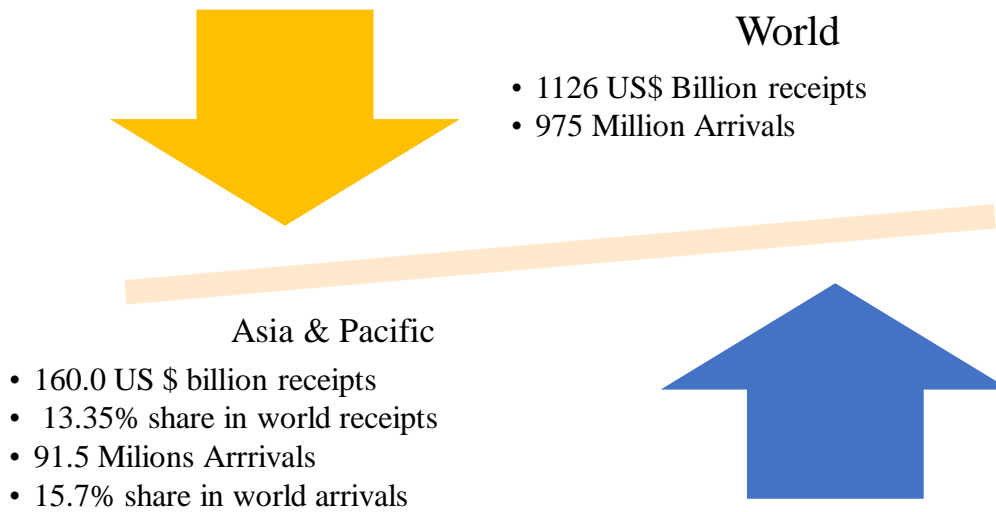 World
• 1126 US$ Billion receipts
• 975 Million Arrivals
Asia & Pacific
• 160.0 US $ billion receipts
• 13.35% share in world receipts
• 91.5 Milions Arrrivals
• 15.7% share in world arrivals